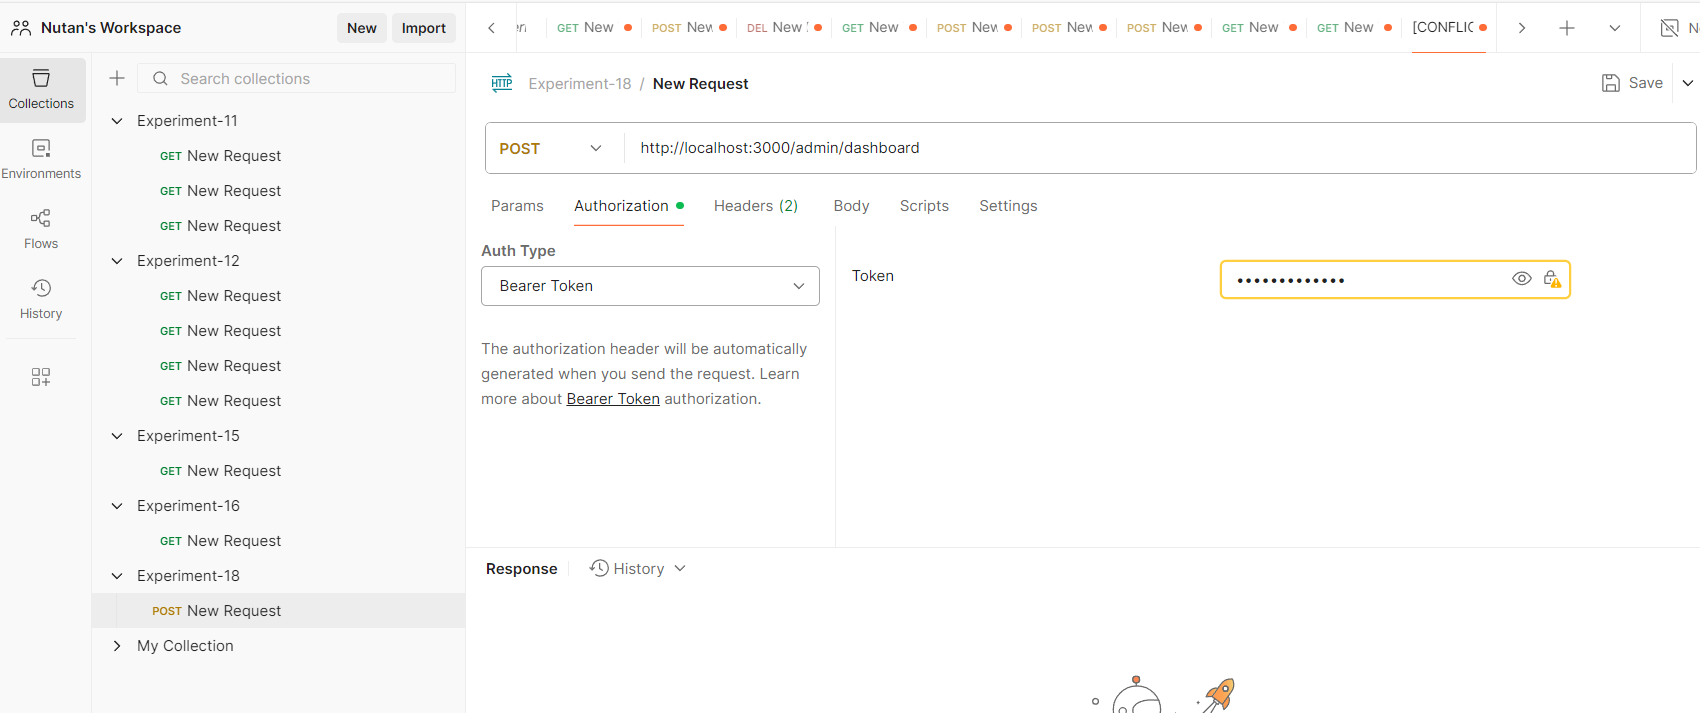 Nutan's Workspace
New
Import
GET New
POST New
DEL New
GET New
POST New
POST New
POST New
GET New
GET New
[CONFLIC
Collections
Environments
Flows
History
Search collections
Experiment-11
GET New Request
GET New Request
GET New Request
Experiment-12
GET New Request
GET New Request
GET New Request
GET New Request
Experiment-15
GET New Request
Experiment-16
GET New Request
Experiment-18
POST New Request
My Collection
HTTP
Experiment-18 / New Request
Save
POST
http://localhost:3000/admin/dashboard
Params
Authorization
Headers (2)
Body
Scripts
Settings
Auth Type
Bearer Token
The authorization header will be automatically
generated when you send the request. Learn
more about Bearer Token authorization.
Token
•••••••••••••
Response
History